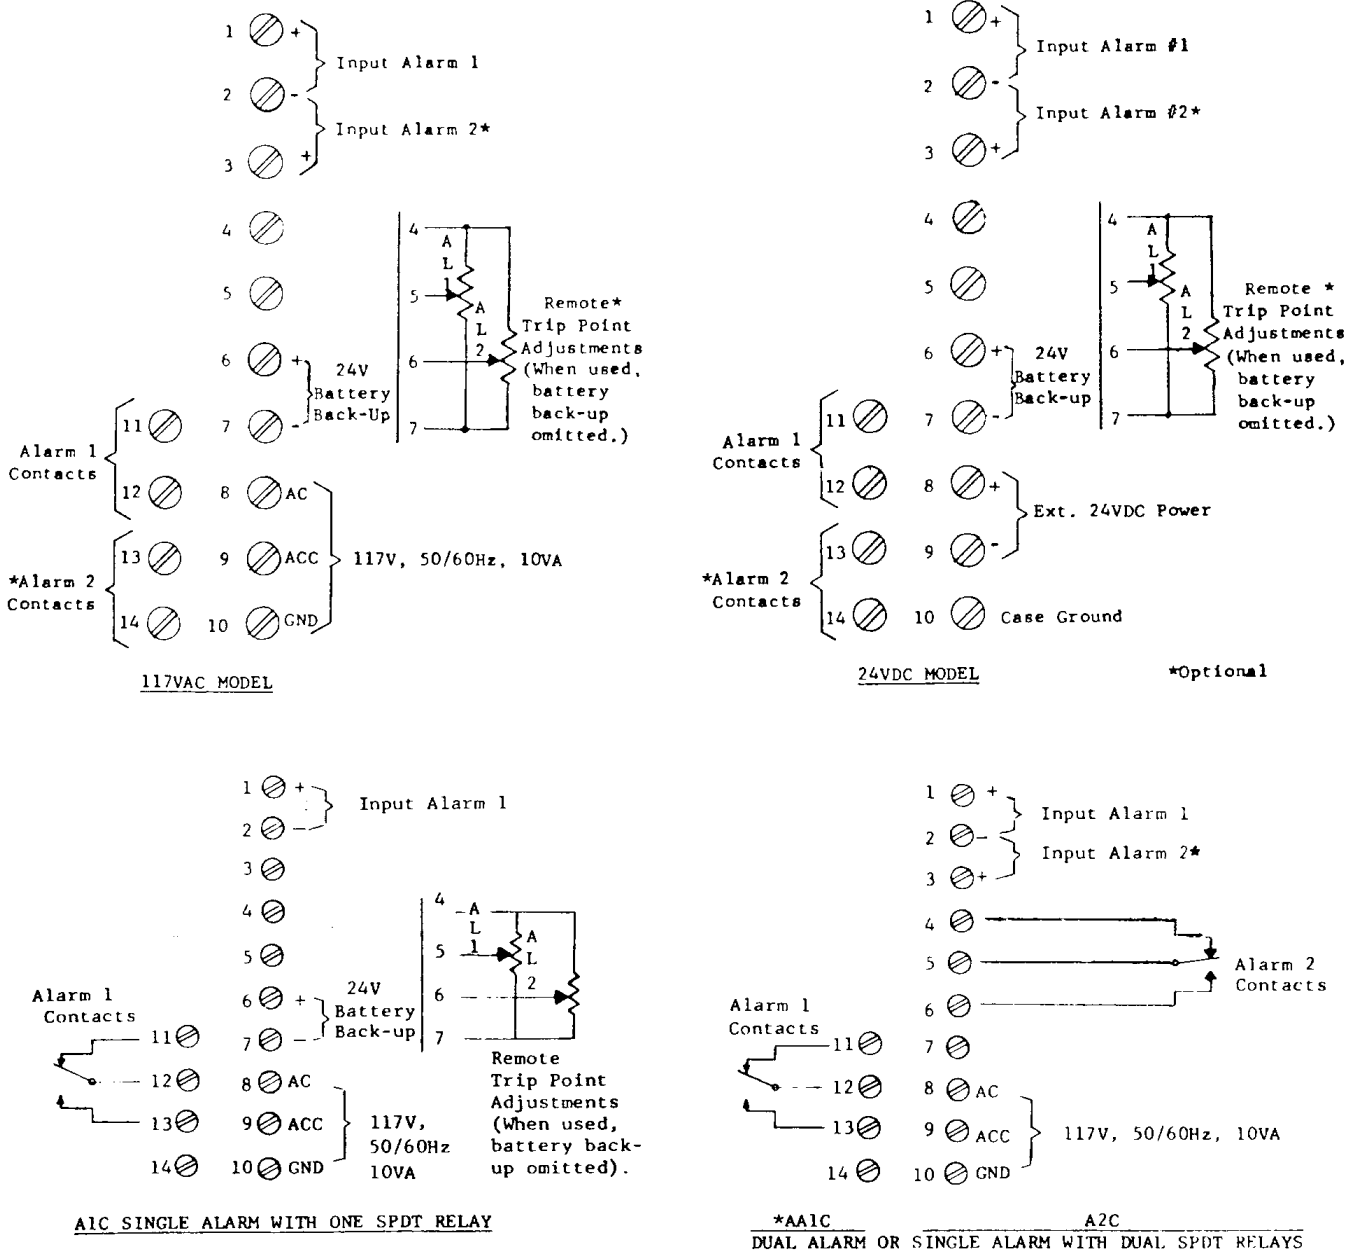 1 +
Input Alarm 1
2 -
Input Alarm 2*
3 +
4
5
6 +
24V
Battery
Back-Up
7 -
4
5
6
7
AL1
AL2
Remote*
Trip Point
Adjustments
(When used,
battery
back-up
omitted.)
Alarm 1
Contacts
11
12
*Alarm 2
Contacts
13
14
8 AC
9 ACC
10 GND
117V, 50/60Hz, 10VA
117VAC MODEL
1 +
Input Alarm #1
2 -
Input Alarm #2*
3 +
4
5
6 +
24V
Battery
Back-up
7 -
4
5
6
7
AL1
AL2
Remote *
Trip Point
Adjustments
(When used,
battery
back-up
omitted.)
Alarm 1
Contacts
11
12
*Alarm 2
Contacts
13
14
8 +
9 -
Ext. 24VDC Power
10 Case Ground
24VDC MODEL
*Optional
1 +
Input Alarm 1
2 -
3
4
5
6 +
24V
Battery
Back-up
7 -
4
5
6
7
AL1
AL2
Remote
Trip Point
Adjustments
(When used,
battery back-
up omitted).
Alarm 1
Contacts
11
12
13
14
8 AC
9 ACC
10 GND
117V,
50/60Hz
10VA
A1C SINGLE ALARM WITH ONE SPDT RELAY
1 +
Input Alarm 1
2 -
Input Alarm 2*
3 +
4
5
6
Alarm 2
Contacts
7
Alarm 1
Contacts
11
12
13
14
8 AC
9 ACC
10 GND
117V, 50/60Hz, 10VA
*AA1C
A2C
DUAL ALARM OR SINGLE ALARM WITH DUAL SPDT RELAYS